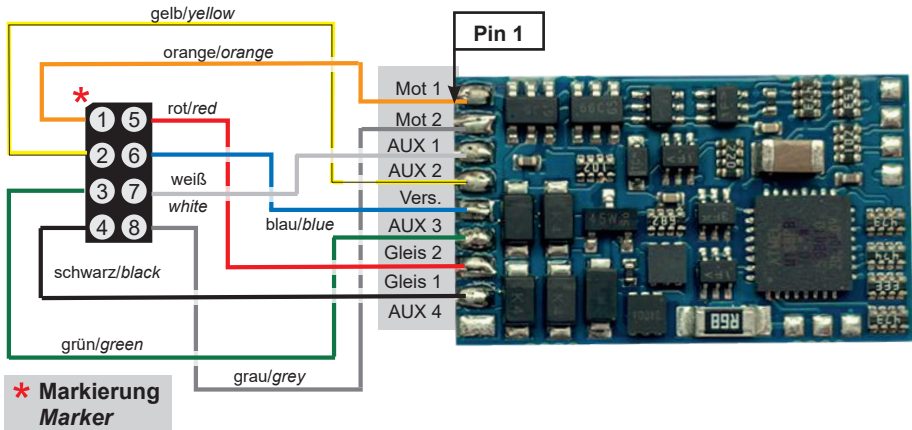 gelb/yellow
Pin 1
orange/orange
*
rot/red
1 5
2 6
3 7
4 8
weiß
white
blau/blue
schwarz/black
grün/green
grau/grey
Mot 1
Mot 2
AUX 1
AUX 2
Vers.
AUX 3
Gleis 2
Gleis 1
AUX 4
R68
* Markierung
Marker